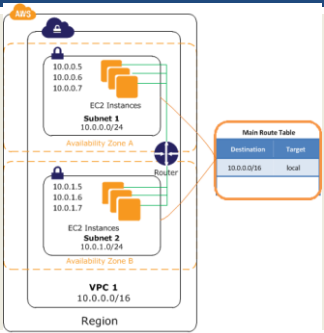 AWS
10.0.0.5
10.0.0.6
10.0.0.7
EC2 Instances
Subnet 1
10.0.0.0/24
Availability Zone A
Router
10.0.1.5
10.0.1.6
10.0.1.7
EC2 Instances
Subnet 2
10.0.1.0/24
Availability Zone B
VPC 1
10.0.0.0/16
Region
Main Route Table
Destination Target
10.0.0.0/16 local